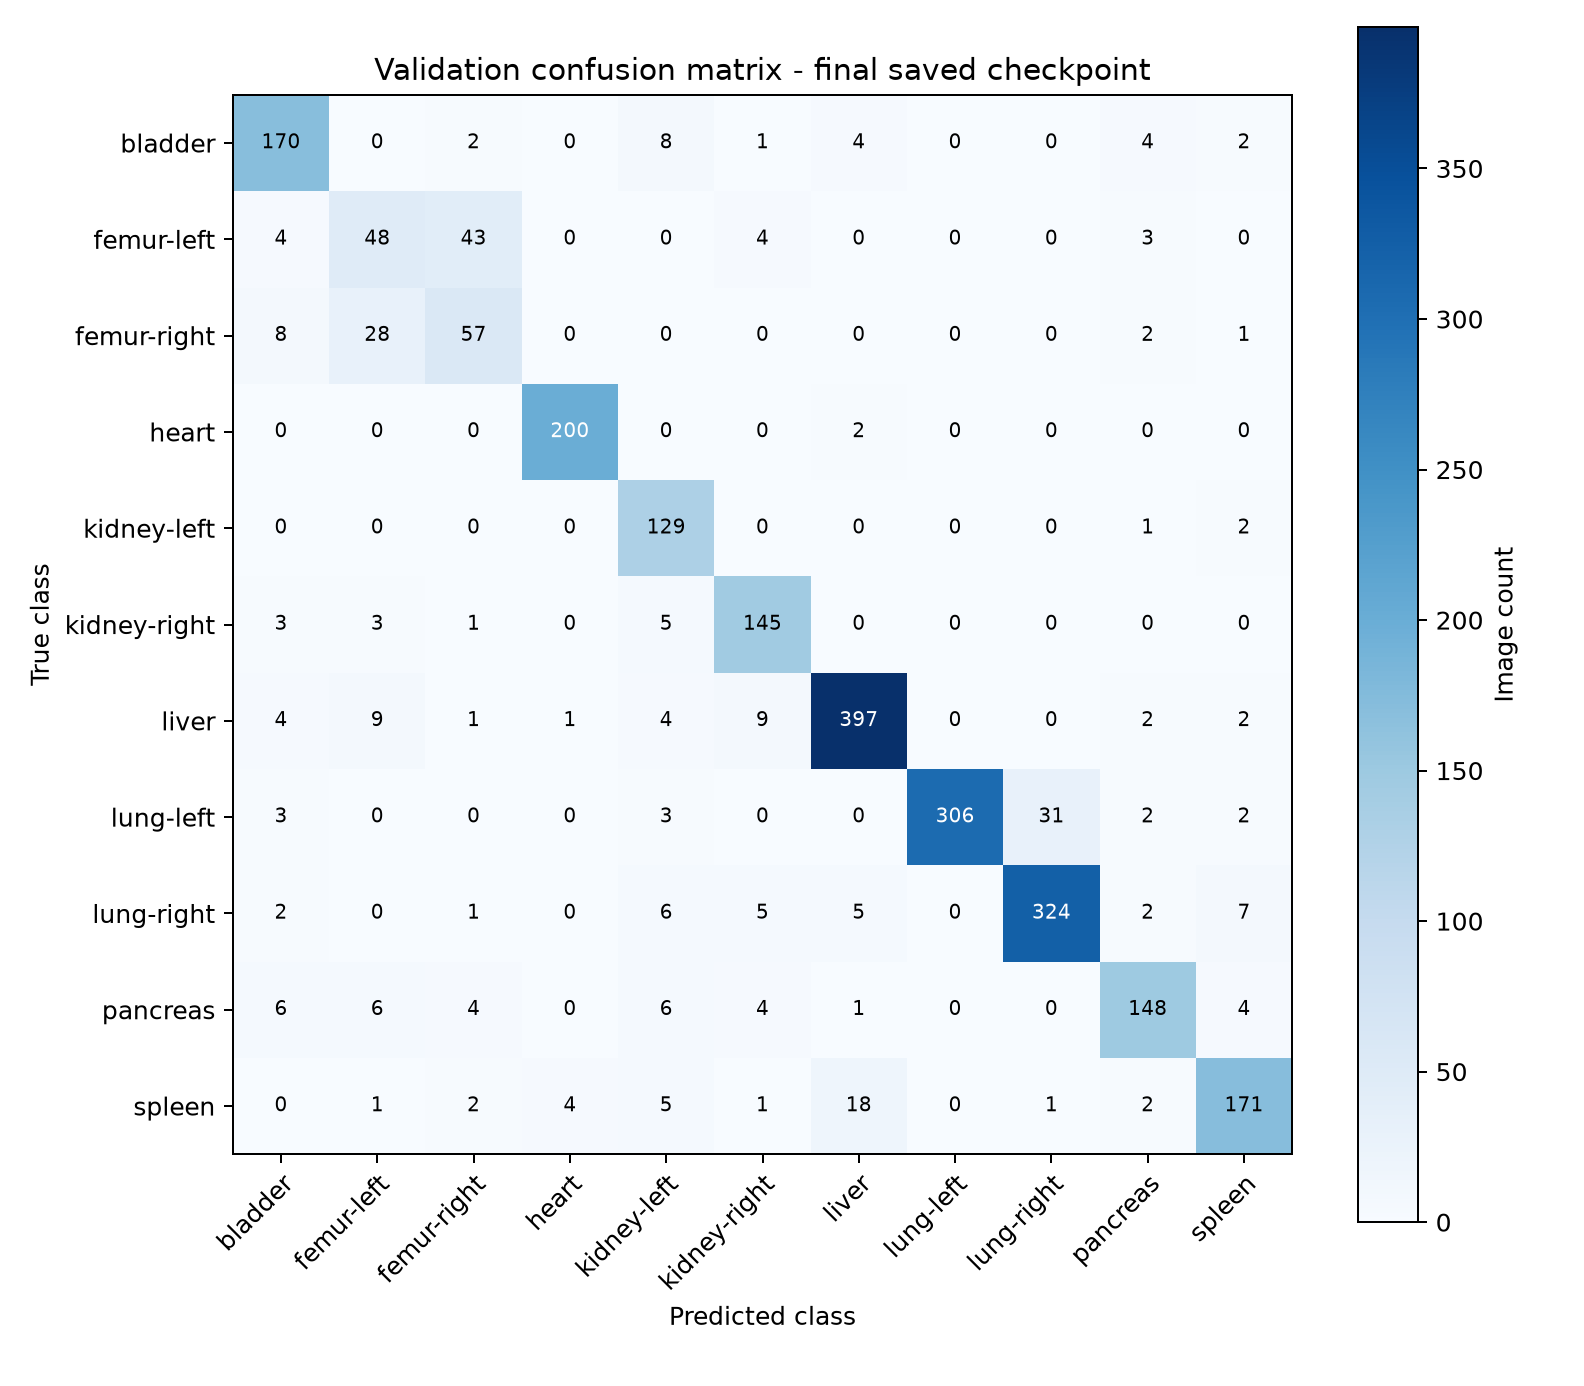 Validation confusion matrix - final saved checkpoint
bladder 170 0 2 0 8 1 4 0 0 4 2
femur-left 4 48 43 0 0 4 0 0 0 3 0
femur-right 8 28 57 0 0 0 0 0 0 2 1
heart 0 0 0 200 0 0 2 0 0 0 0
kidney-left 0 0 0 0 129 0 0 0 0 1 2
kidney-right 3 3 1 0 5 145 0 0 0 0 0
liver 4 9 1 1 4 9 397 0 0 2 2
lung-left 3 0 0 0 3 0 0 306 31 2 2
lung-right 2 0 1 0 6 5 5 0 324 2 7
pancreas 6 6 4 0 6 4 1 0 0 148 4
spleen 0 1 2 4 5 1 18 0 1 2 171
True class
bladder femur-left femur-right heart kidney-left kidney-right liver lung-left lung-right pancreas spleen
Predicted class
350
300
250
200
150
100
50
0
Image count